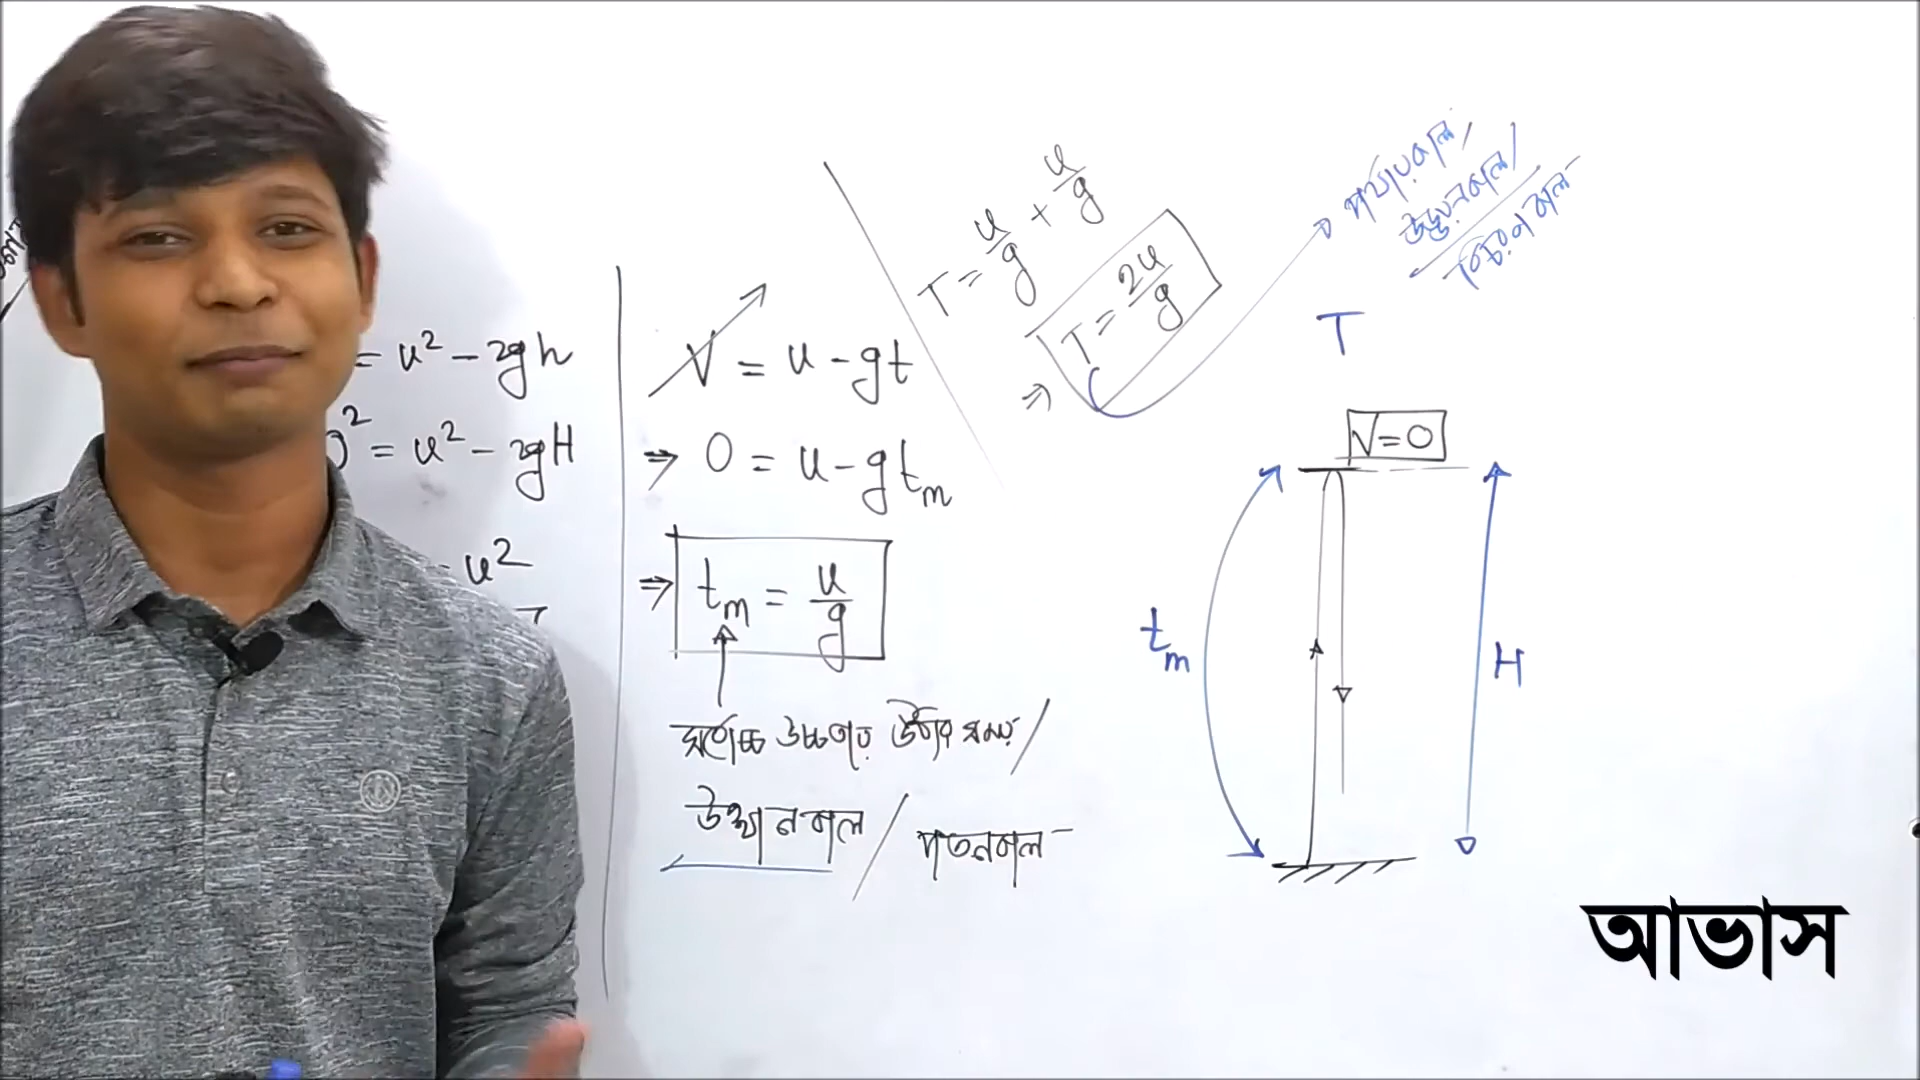 = u² - 2gh
0² = u² - 2gH
u²
V = u - gt
⇒ 0 = u - gtₘ
⇒ tₘ = u/g
সর্বোচ্চ উচ্চতায় উঠার সময়/
উত্থানকাল / পতনকাল
T = u/g + u/g
⇒ T = 2u/g
উড্ডয়নকাল/
বিচরণকাল
T
V=0
tₘ
H
আভাস